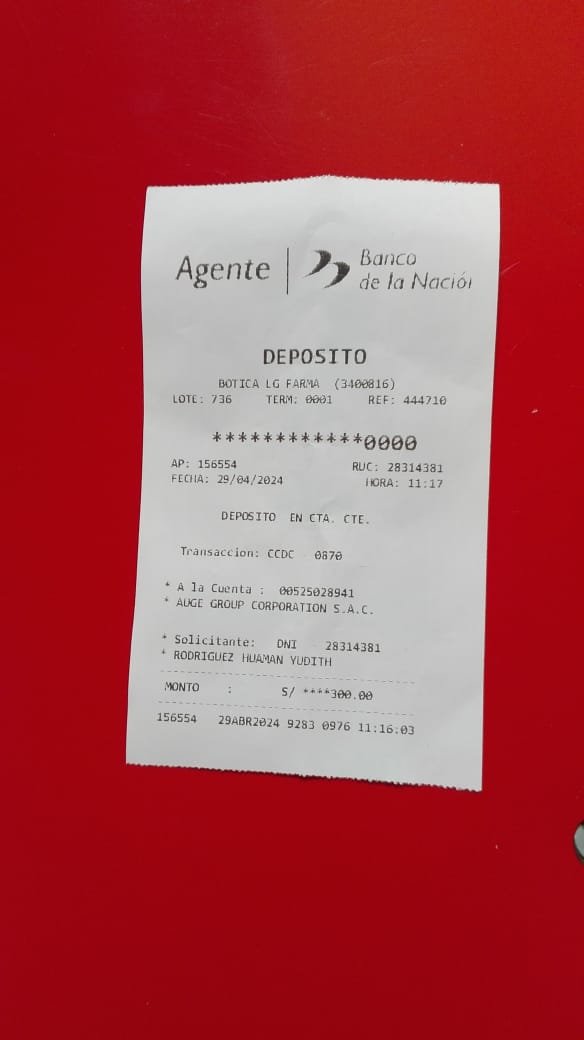 Agente | Banco
de la Nación
DEPOSITO
BOTICA LG FARMA (3400816)
LOTE: 736 TERM: 0001 REF: 444710
************0000
AP: 156554 RUC: 28314381
FECHA: 29/04/2024 HORA: 11:17
DEPOSITO EN CTA. CTE.
Transaccion: CCDC 0870
* A la Cuenta : 00525028941
* AUGE GROUP CORPORATION S.A.C.
* Solicitante: DNI 28314381
* RODRIGUEZ HUAMAN YUDITH
MONTO : S/ ****300.00
156554 29ABR2024 9283 0976 11:16:03